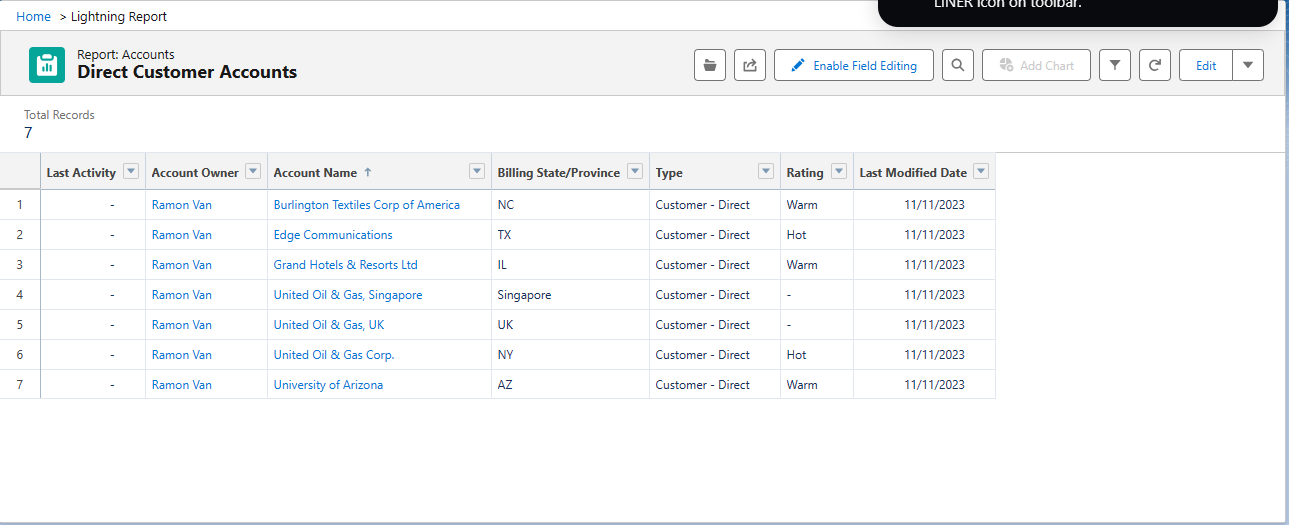 LINER icon on toolbar.
Home > Lightning Report
Report: Accounts
Direct Customer Accounts
Enable Field Editing Add Chart Edit
Total Records
7
Last Activity Account Owner Account Name ↑ Billing State/Province Type Rating Last Modified Date
1 - Ramon Van Burlington Textiles Corp of America NC Customer - Direct Warm 11/11/2023
2 - Ramon Van Edge Communications TX Customer - Direct Hot 11/11/2023
3 - Ramon Van Grand Hotels & Resorts Ltd IL Customer - Direct Warm 11/11/2023
4 - Ramon Van United Oil & Gas, Singapore Singapore Customer - Direct - 11/11/2023
5 - Ramon Van United Oil & Gas, UK UK Customer - Direct - 11/11/2023
6 - Ramon Van United Oil & Gas Corp. NY Customer - Direct Hot 11/11/2023
7 - Ramon Van University of Arizona AZ Customer - Direct Warm 11/11/2023